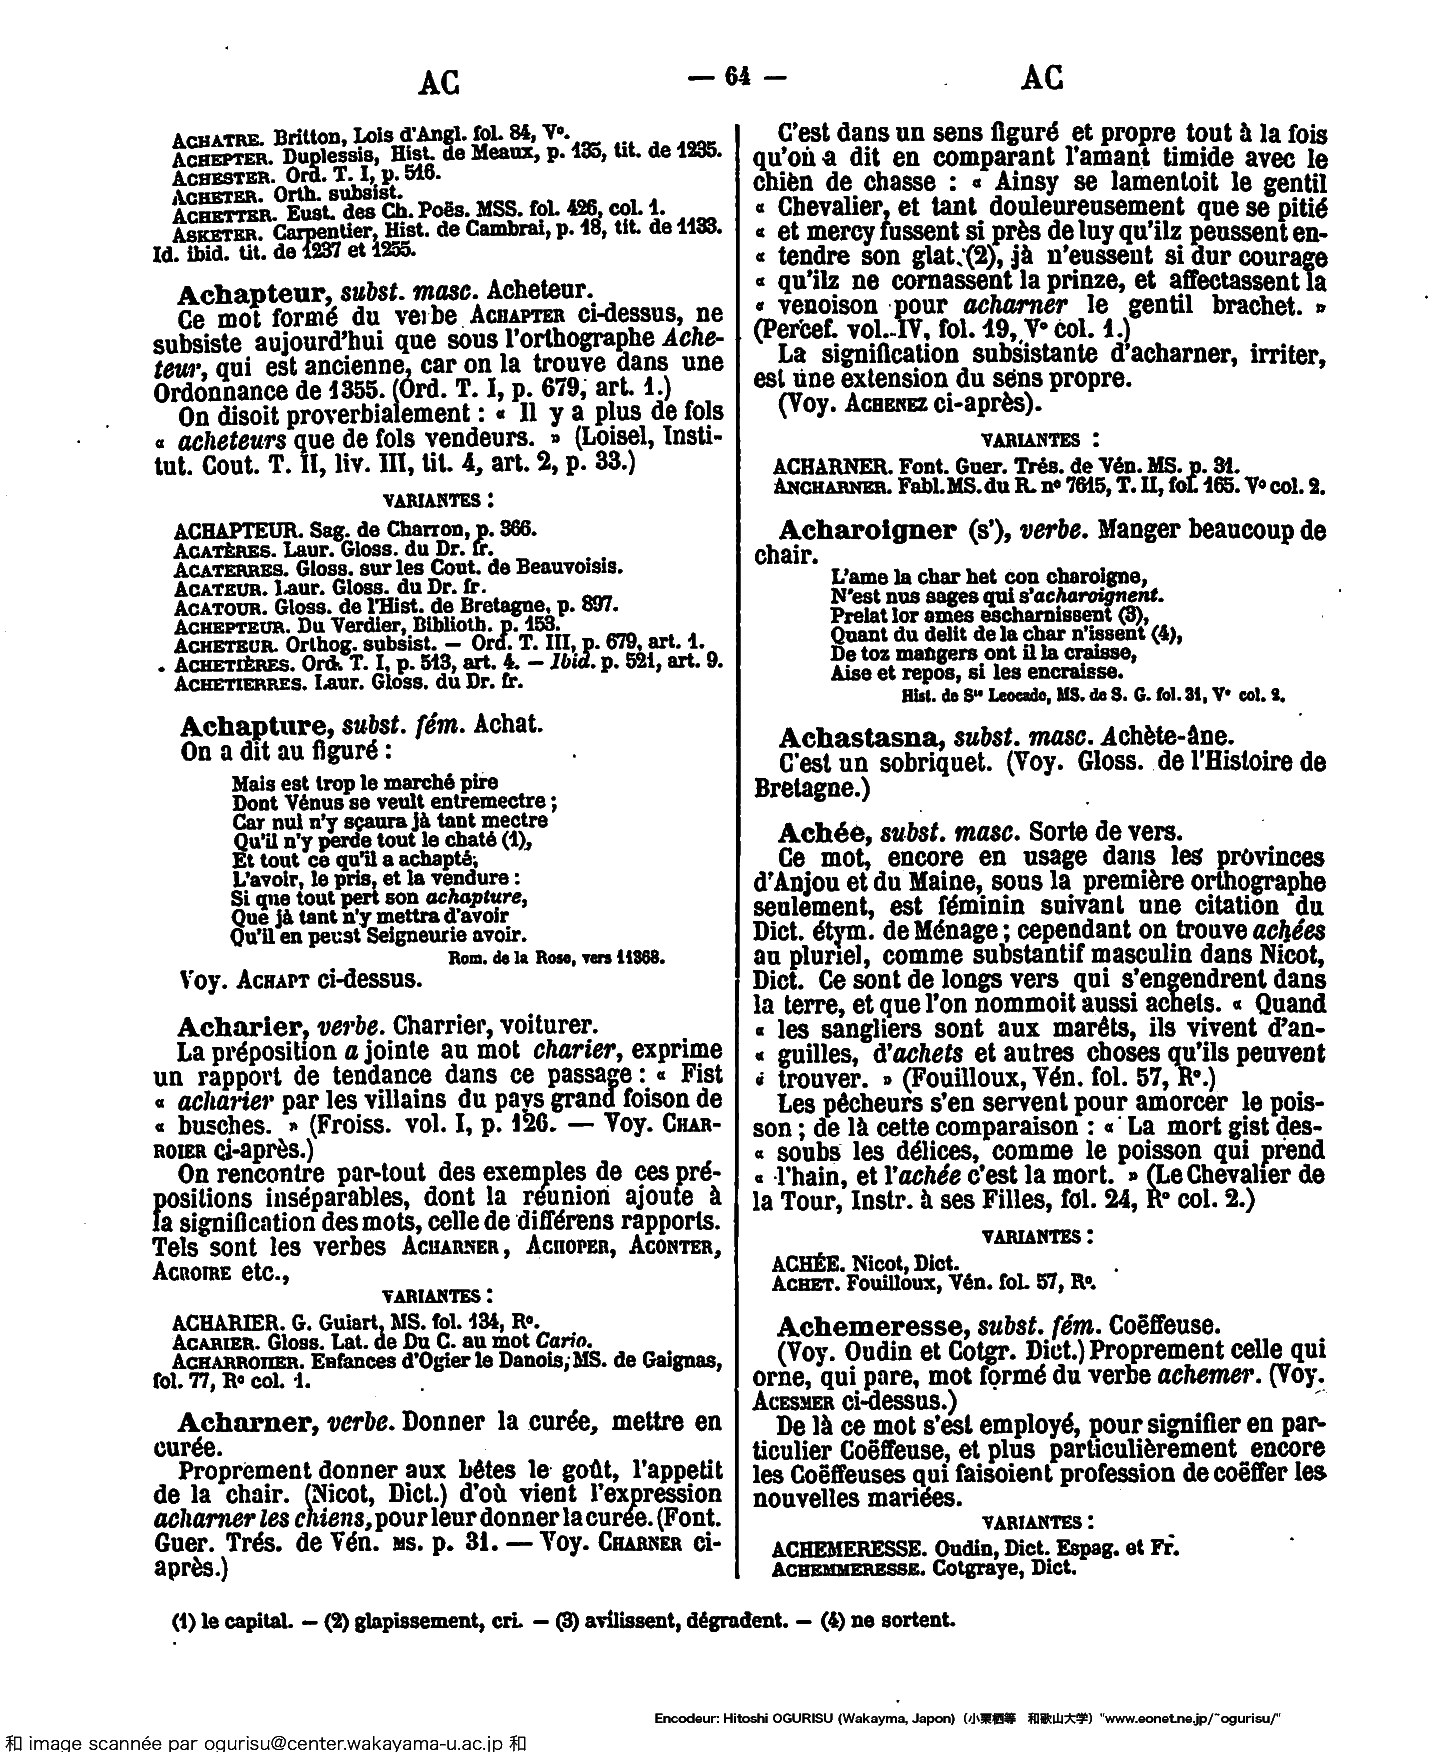 AC — 64 — AC
ACHATRE. Britton, Lois d'Angl. fol. 84, V°.
ACHEPTER. Duplessis, Hist. de Meaux, p. 135, tit. de 1235.
ACHESTER. Ord. T. I, p. 516.
ACHETER. Orth. subsist.
ACHETTER. Eust. des Ch. Poës. MSS. fol. 426, col. 1.
ASKETER. Carpentier, Hist. de Cambrai, p. 18, tit. de 1133.
Id. ibid. tit. de 1237 et 1255.
Achapteur, subst. masc. Acheteur.
Ce mot formé du verbe ACHAPTER ci-dessus, ne
subsiste aujourd'hui que sous l'orthographe Ache-
teur, qui est ancienne, car on la trouve dans une
Ordonnance de 1355. (Ord. T. I, p. 679, art. 1.)
On disoit proverbialement : « Il y a plus de fols
« acheteurs que de fols vendeurs. » (Loisel, Insti-
tut. Cout. T. II, liv. III, tit. 4, art. 2, p. 33.)
VARIANTES :
ACHAPTEUR. Sag. de Charron, p. 366.
ACATÈRES. Laur. Gloss. du Dr. fr.
ACATERRES. Gloss. sur les Cout. de Beauvoisis.
ACATEUR. Laur. Gloss. du Dr. fr.
ACATOUR. Gloss. de l'Hist. de Bretagne, p. 897.
ACHEPTEUR. Du Verdier, Biblioth. p. 153.
ACHETEUR. Orthog. subsist. — Ord. T. III, p. 679, art. 1.
ACHETIÈRES. Ord. T. I, p. 513, art. 4. — Ibid. p. 521, art. 9.
ACHETIERRES. Laur. Gloss. du Dr. fr.
Achapture, subst. fém. Achat.
On a dit au figuré :
Mais est trop le marché pire
Dont Vénus se veult entremectre ;
Car nul n'y sçaura jà tant mectre
Qu'il n'y perde tout le chaté (1),
Et tout ce qu'il a achapté;
L'avoir, le pris, et la vendure :
Si que tout pert son achapture,
Que jà tant n'y mettra d'avoir
Qu'il en peust Seigneurie avoir.
Rom. de la Rose, vers 11368.
Voy. ACHAPT ci-dessus.
Acharier, verbe. Charrier, voiturer.
La préposition a jointe au mot charier, exprime
un rapport de tendance dans ce passage : « Fist
« acharier par les villains du pays grand foison de
« busches. » (Froiss. vol. I, p. 126. — Voy. CHAR-
ROIER ci-après.)
On rencontre par-tout des exemples de ces pré-
positions inséparables, dont la réunion ajoute à
la signification des mots, celle de différens rapports.
Tels sont les verbes ACHARNER, ACHOPER, ACONTER,
ACROIRE etc.,
VARIANTES :
ACHARIER. G. Guiart, MS. fol. 134, R°.
ACARIER. Gloss. Lat. de Du C. au mot Cario.
ACHARROIIER. Enfances d'Ogier le Danois, MS. de Gaignas,
fol. 77, R° col. 1.
Acharner, verbe. Donner la curée, mettre en
curée.
Proprement donner aux bêtes le goût, l'appetit
de la chair. (Nicot, Dict.) d'où vient l'expression
acharner les chiens, pour leur donner la curée. (Font.
Guer. Trés. de Vén. MS. p. 31. — Voy. CHARNER ci-
après.)
C'est dans un sens figuré et propre tout à la fois
qu'on a dit en comparant l'amant timide avec le
chien de chasse : « Ainsy se lamentoit le gentil
« Chevalier, et tant douleureusement que se pitié
« et mercy fussent si près de luy qu'ilz peussent en-
« tendre son glat (2), jà n'eussent si dur courage
« qu'ilz ne cornassent la prinze, et affectassent la
« venoison pour acharner le gentil brachet. »
(Percef. vol. IV, fol. 19, V° col. 1.)
La signification subsistante d'acharner, irriter,
est une extension du sens propre.
(Voy. ACHENEZ ci-après).
VARIANTES :
ACHARNER. Font. Guer. Trés. de Vén. MS. p. 31.
ANCHARNER. Fabl. MS. du R. n° 7615, T. II, fol. 165. V° col. 2.
Acharoigner (s'), verbe. Manger beaucoup de
chair.
L'ame la char het con charoigne,
N'est nus sages qui s'acharoignent.
Prelat lor ames escharnissent (3),
Quant du delit de la char n'issent (4),
De toz mangers ont il la craisse,
Aise et repos, si les encraisse.
Hist. de Ste Leocade, MS. de S. G. fol. 31, V° col. 2.
Achastasna, subst. masc. Achète-âne.
C'est un sobriquet. (Voy. Gloss. de l'Histoire de
Bretagne.)
Achée, subst. masc. Sorte de vers.
Ce mot, encore en usage dans les provinces
d'Anjou et du Maine, sous la première orthographe
seulement, est féminin suivant une citation du
Dict. étym. de Ménage ; cependant on trouve achées
au pluriel, comme substantif masculin dans Nicot,
Dict. Ce sont de longs vers qui s'engendrent dans
la terre, et que l'on nommoit aussi achets. « Quand
« les sangliers sont aux marêts, ils vivent d'an-
« guilles, d'achets et autres choses qu'ils peuvent
« trouver. » (Fouilloux, Vén. fol. 57, R°.)
Les pêcheurs s'en servent pour amorcer le pois-
son ; de là cette comparaison : « La mort gist des-
« soubs les délices, comme le poisson qui prend
« l'hain, et l'achée c'est la mort. » (Le Chevalier de
la Tour, Instr. à ses Filles, fol. 24, R° col. 2.)
VARIANTES :
ACHÉE. Nicot, Dict.
ACHET. Fouilloux, Vén. fol. 57, R°.
Achemeresse, subst. fém. Coëffeuse.
(Voy. Oudin et Cotgr. Dict.) Proprement celle qui
orne, qui pare, mot formé du verbe achemer. (Voy.
ACESMER ci-dessus.)
De là ce mot s'est employé, pour signifier en par-
ticulier Coëffeuse, et plus particulièrement encore
les Coëffeuses qui faisoient profession de coëffer les
nouvelles mariées.
VARIANTES :
ACHEMERESSE. Oudin, Dict. Espag. et Fr.
ACHEMMERESSE. Cotgrave, Dict.
(1) le capital. — (2) glapissement, cri. — (3) avilissent, dégradent. — (4) ne sortent.
Encodeur: Hitoshi OGURISU (Wakayma, Japon) (小栗栖等 和歌山大学) "www.eonet.ne.jp/~ogurisu/"
和 image scannée par ogurisu@center.wakayama-u.ac.jp 和